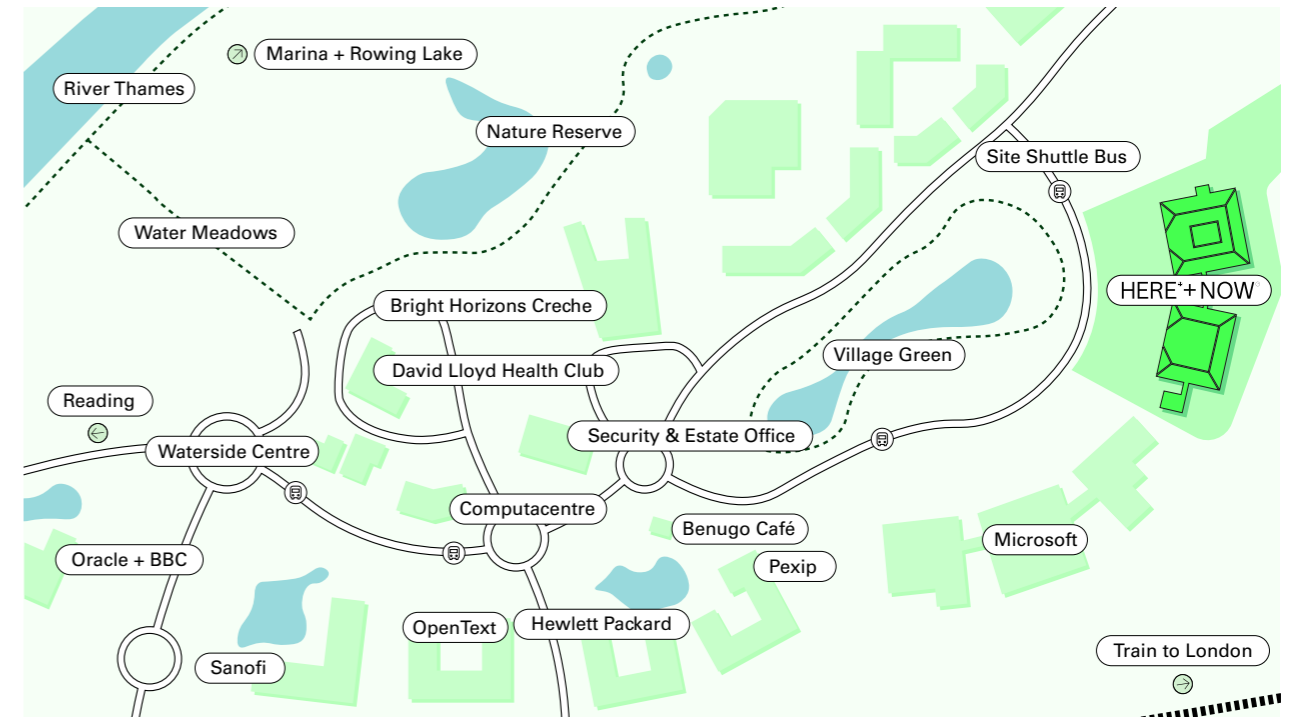 Marina + Rowing Lake
River Thames
Nature Reserve
Site Shuttle Bus
Water Meadows
HERE++NOW
Bright Horizons Creche
Village Green
David Lloyd Health Club
Reading
Security & Estate Office
Waterside Centre
Computacentre
Benugo Café
Microsoft
Oracle + BBC
Pexip
Hewlett Packard
OpenText
Train to London
Sanofi